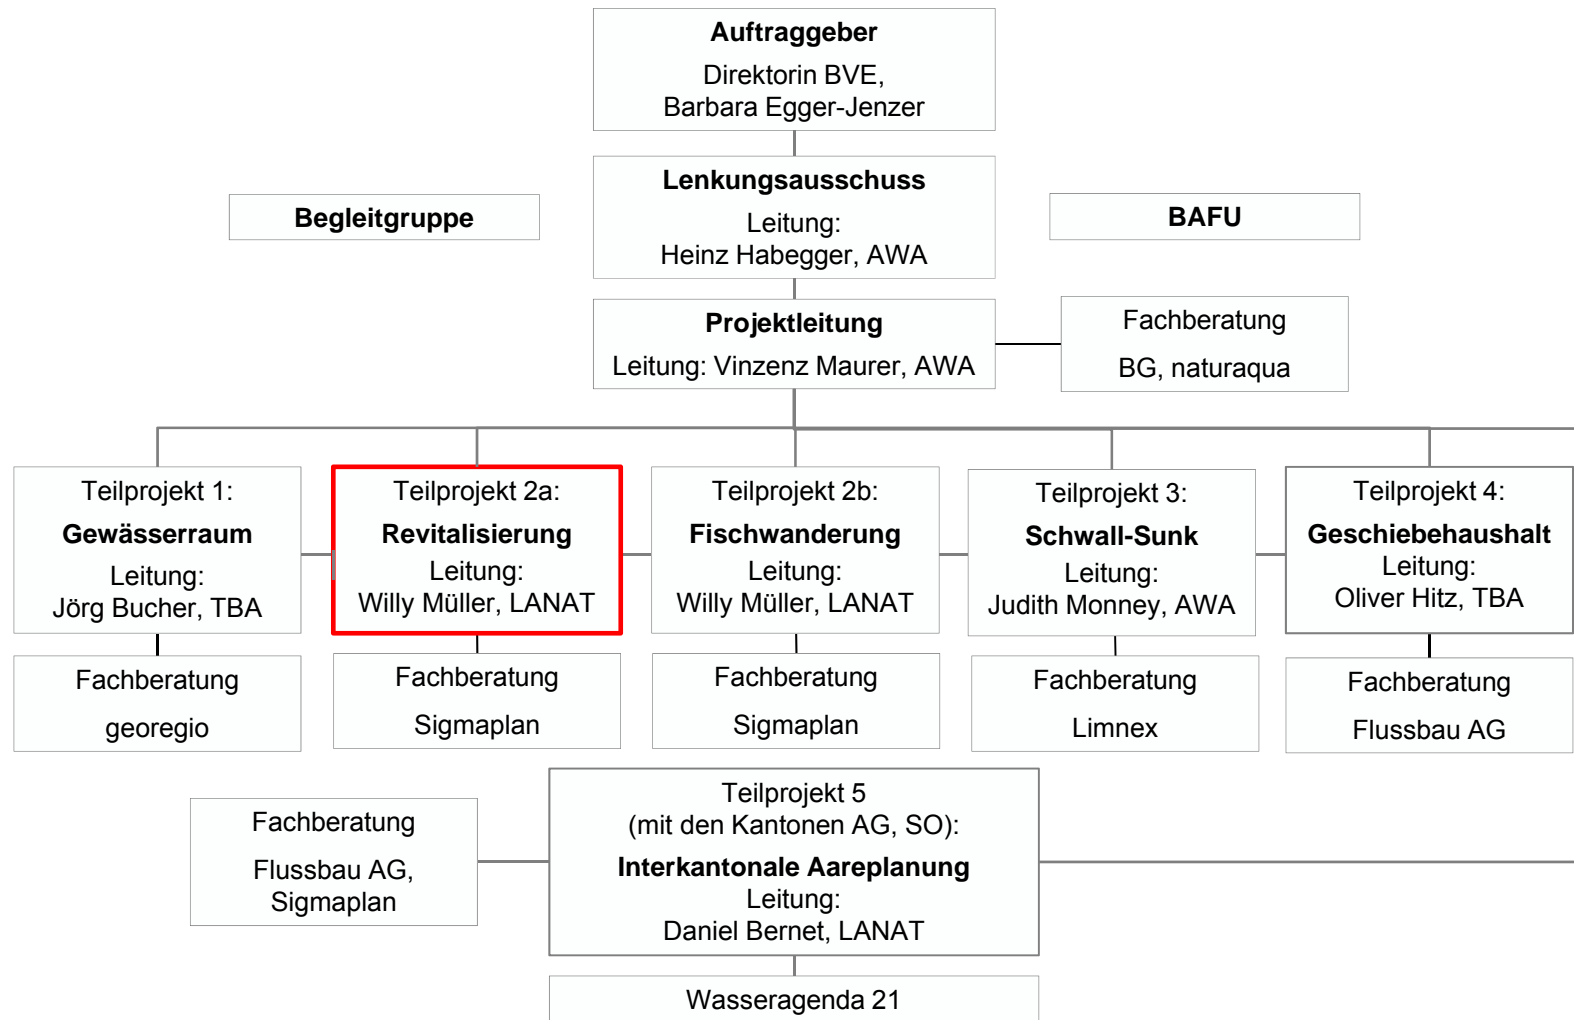 Auftraggeber
Direktorin BVE,
Barbara Egger-Jenzer
Lenkungsausschuss
Leitung:
Heinz Habegger, AWA
Begleitgruppe
BAFU
Projektleitung
Leitung: Vinzenz Maurer, AWA
Fachberatung
BG, naturaqua
Teilprojekt 1:
Gewässerraum
Leitung:
Jörg Bucher, TBA
Teilprojekt 2a:
Revitalisierung
Leitung:
Willy Müller, LANAT
Teilprojekt 2b:
Fischwanderung
Leitung:
Willy Müller, LANAT
Teilprojekt 3:
Schwall-Sunk
Leitung:
Judith Monney, AWA
Teilprojekt 4:
Geschiebehaushalt
Leitung:
Oliver Hitz, TBA
Fachberatung
georegio
Fachberatung
Sigmaplan
Fachberatung
Sigmaplan
Fachberatung
Limnex
Fachberatung
Flussbau AG
Fachberatung
Flussbau AG,
Sigmaplan
Teilprojekt 5
(mit den Kantonen AG, SO):
Interkantonale Aareplanung
Leitung:
Daniel Bernet, LANAT
Wasseragenda 21